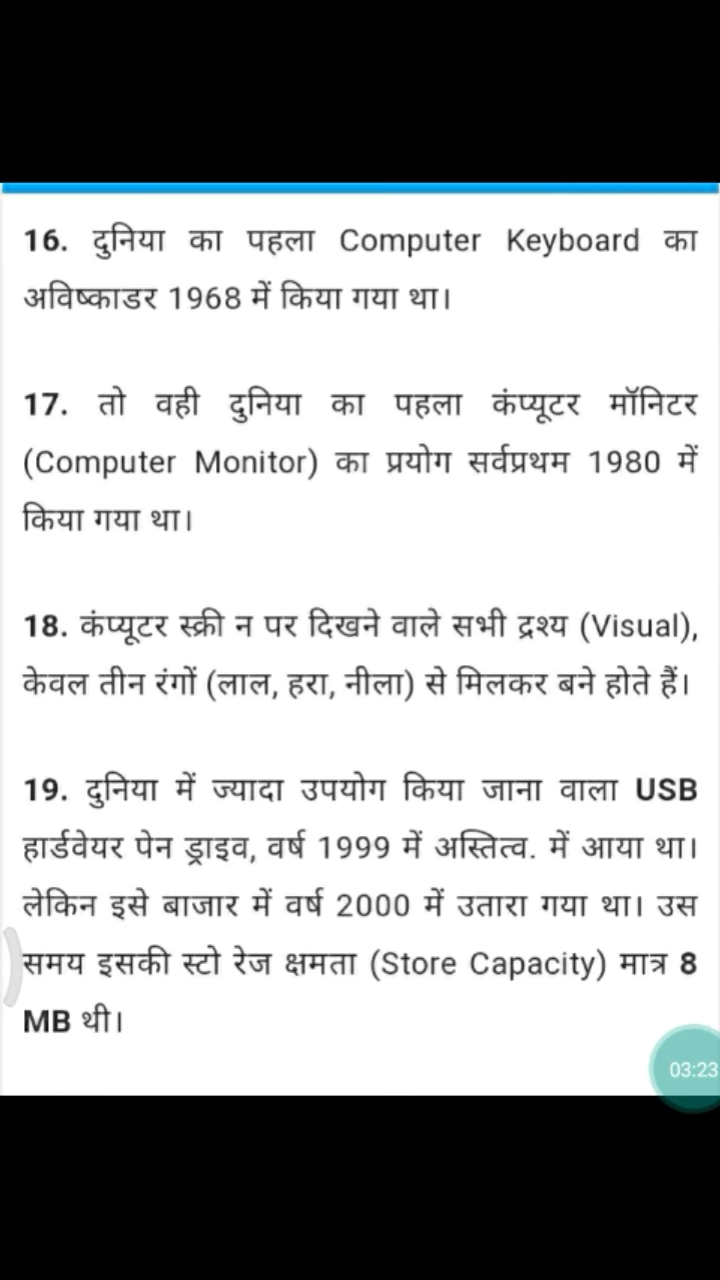 16. दुनिया का पहला Computer Keyboard का
अविष्काडर 1968 में किया गया था।
17. तो वही दुनिया का पहला कंप्यूटर मॉनिटर
(Computer Monitor) का प्रयोग सर्वप्रथम 1980 में
किया गया था।
18. कंप्यूटर स्क्री न पर दिखने वाले सभी द्रश्य (Visual),
केवल तीन रंगों (लाल, हरा, नीला) से मिलकर बने होते हैं।
19. दुनिया में ज्यादा उपयोग किया जाना वाला USB
हार्डवेयर पेन ड्राइव, वर्ष 1999 में अस्तित्व. में आया था।
लेकिन इसे बाजार में वर्ष 2000 में उतारा गया था। उस
समय इसकी स्टो रेज क्षमता (Store Capacity) मात्र 8
MB थी।
03:23